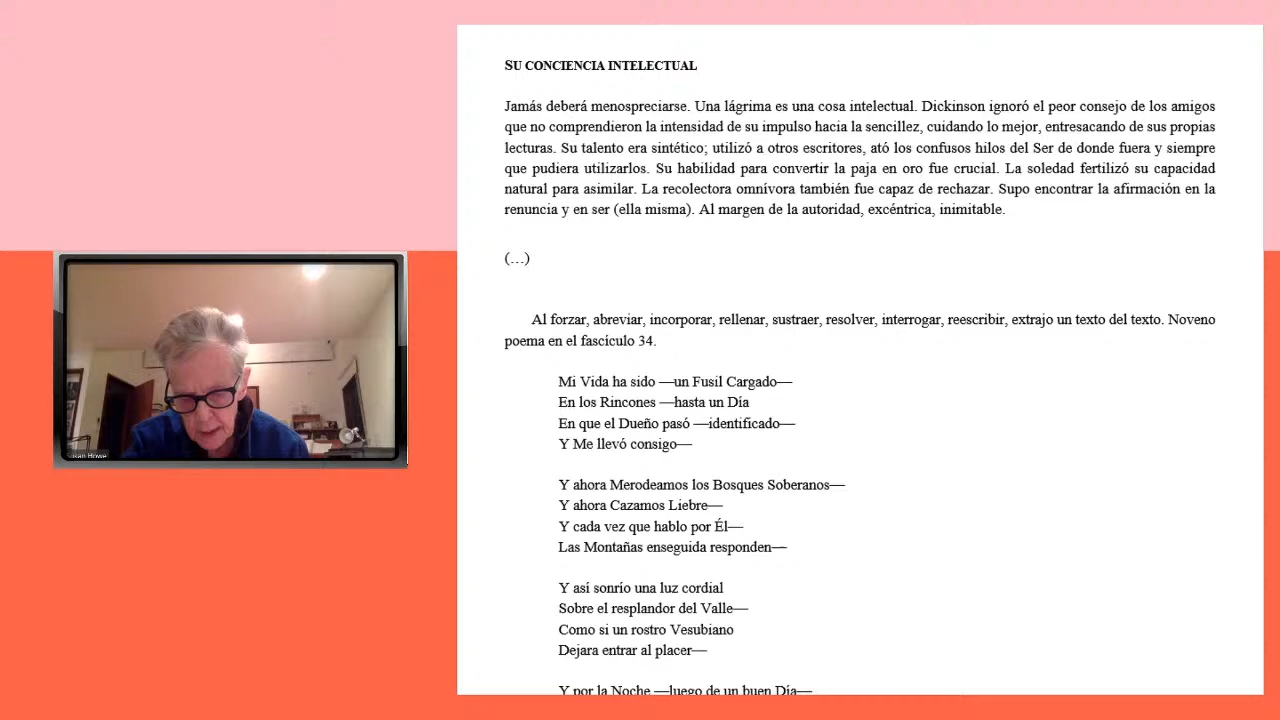 SU CONCIENCIA INTELECTUAL
Jamás deberá menospreciarse. Una lágrima es una cosa intelectual. Dickinson ignoró el peor consejo de los amigos
que no comprendieron la intensidad de su impulso hacia la sencillez, cuidando lo mejor, entresacando de sus propias
lecturas. Su talento era sintético; utilizó a otros escritores, ató los confusos hilos del Ser de donde fuera y siempre
que pudiera utilizarlos. Su habilidad para convertir la paja en oro fue crucial. La soledad fertilizó su capacidad
natural para asimilar. La recolectora omnívora también fue capaz de rechazar. Supo encontrar la afirmación en la
renuncia y en ser (ella misma). Al margen de la autoridad, excéntrica, inimitable.
(…)
Al forzar, abreviar, incorporar, rellenar, sustraer, resolver, interrogar, reescribir, extrajo un texto del texto. Noveno
poema en el fascículo 34.
Mi Vida ha sido —un Fusil Cargado—
En los Rincones —hasta un Día
En que el Dueño pasó —identificado—
Y Me llevó consigo—
Y ahora Merodeamos los Bosques Soberanos—
Y ahora Cazamos Liebre—
Y cada vez que hablo por Él—
Las Montañas enseguida responden—
Y así sonrío una luz cordial
Sobre el resplandor del Valle—
Como si un rostro Vesubiano
Dejara entrar al placer—
Y por la Noche —luego de un buen Día—
Howe